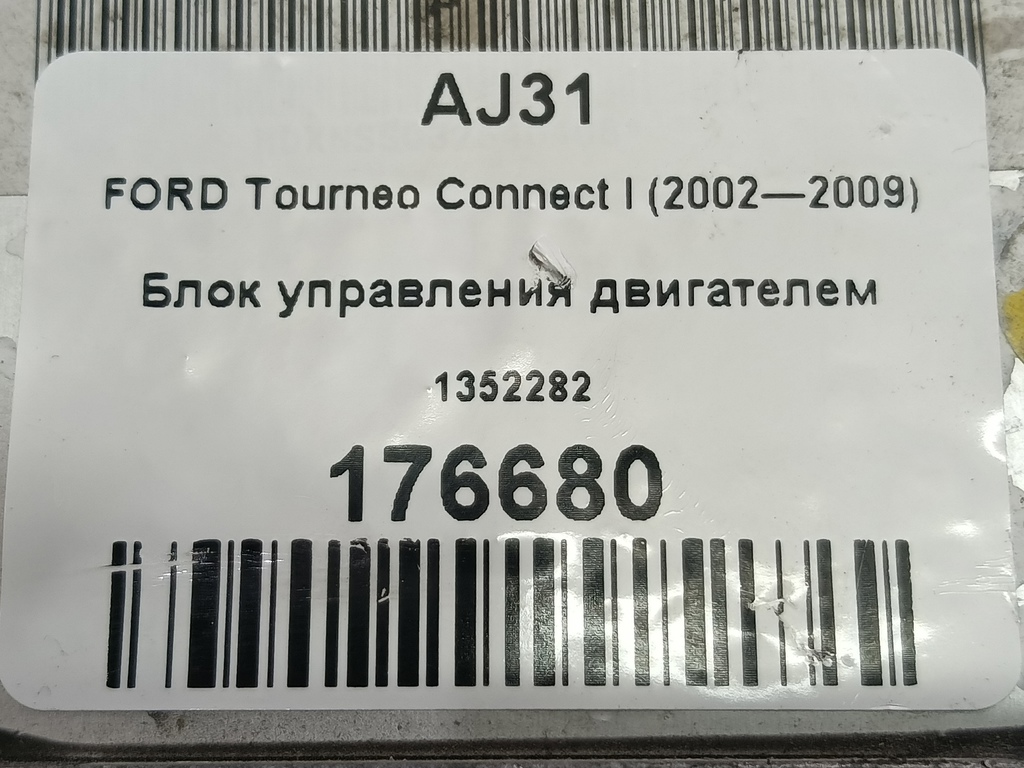 AJ31
FORD Tourneo Connect I (2002—2009)
Блок управления двигателем
1352282
176680